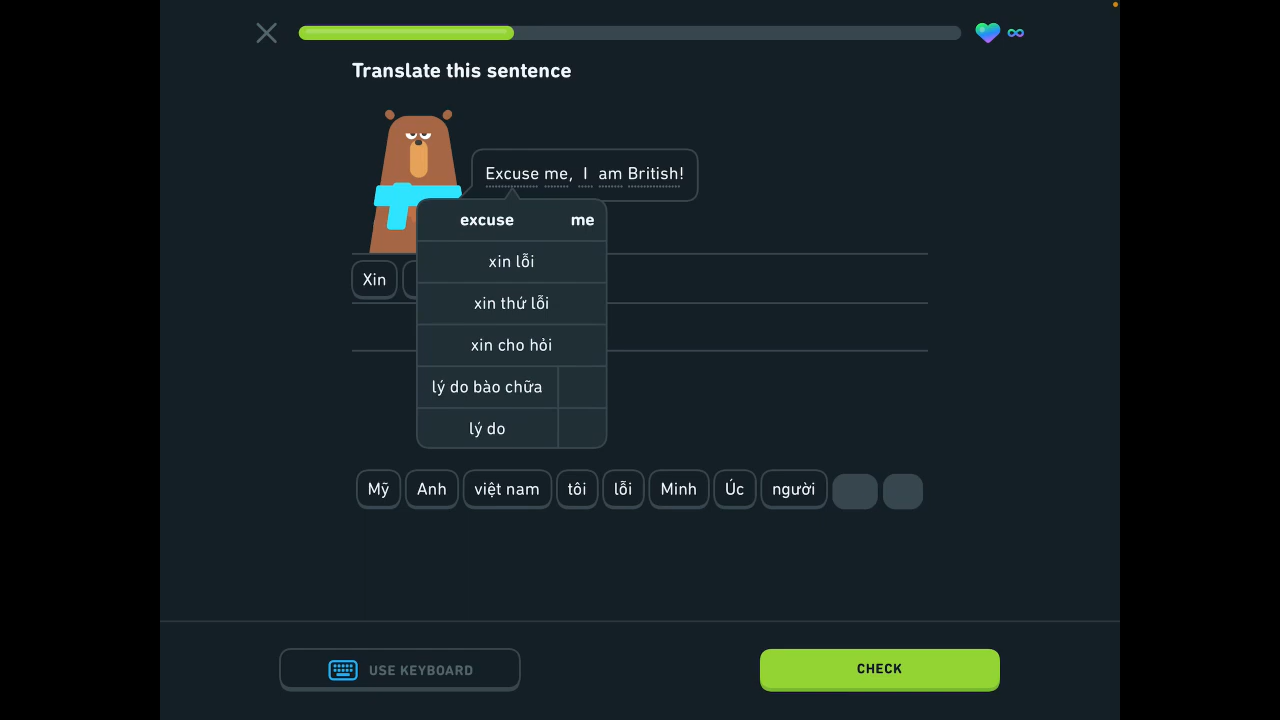 ∞
Translate this sentence
Excuse me, I am British!
excuse me
xin lỗi
xin thứ lỗi
xin cho hỏi
lý do bào chữa
lý do
Xin
Mỹ Anh việt nam tôi lỗi Minh Úc người
USE KEYBOARD
CHECK